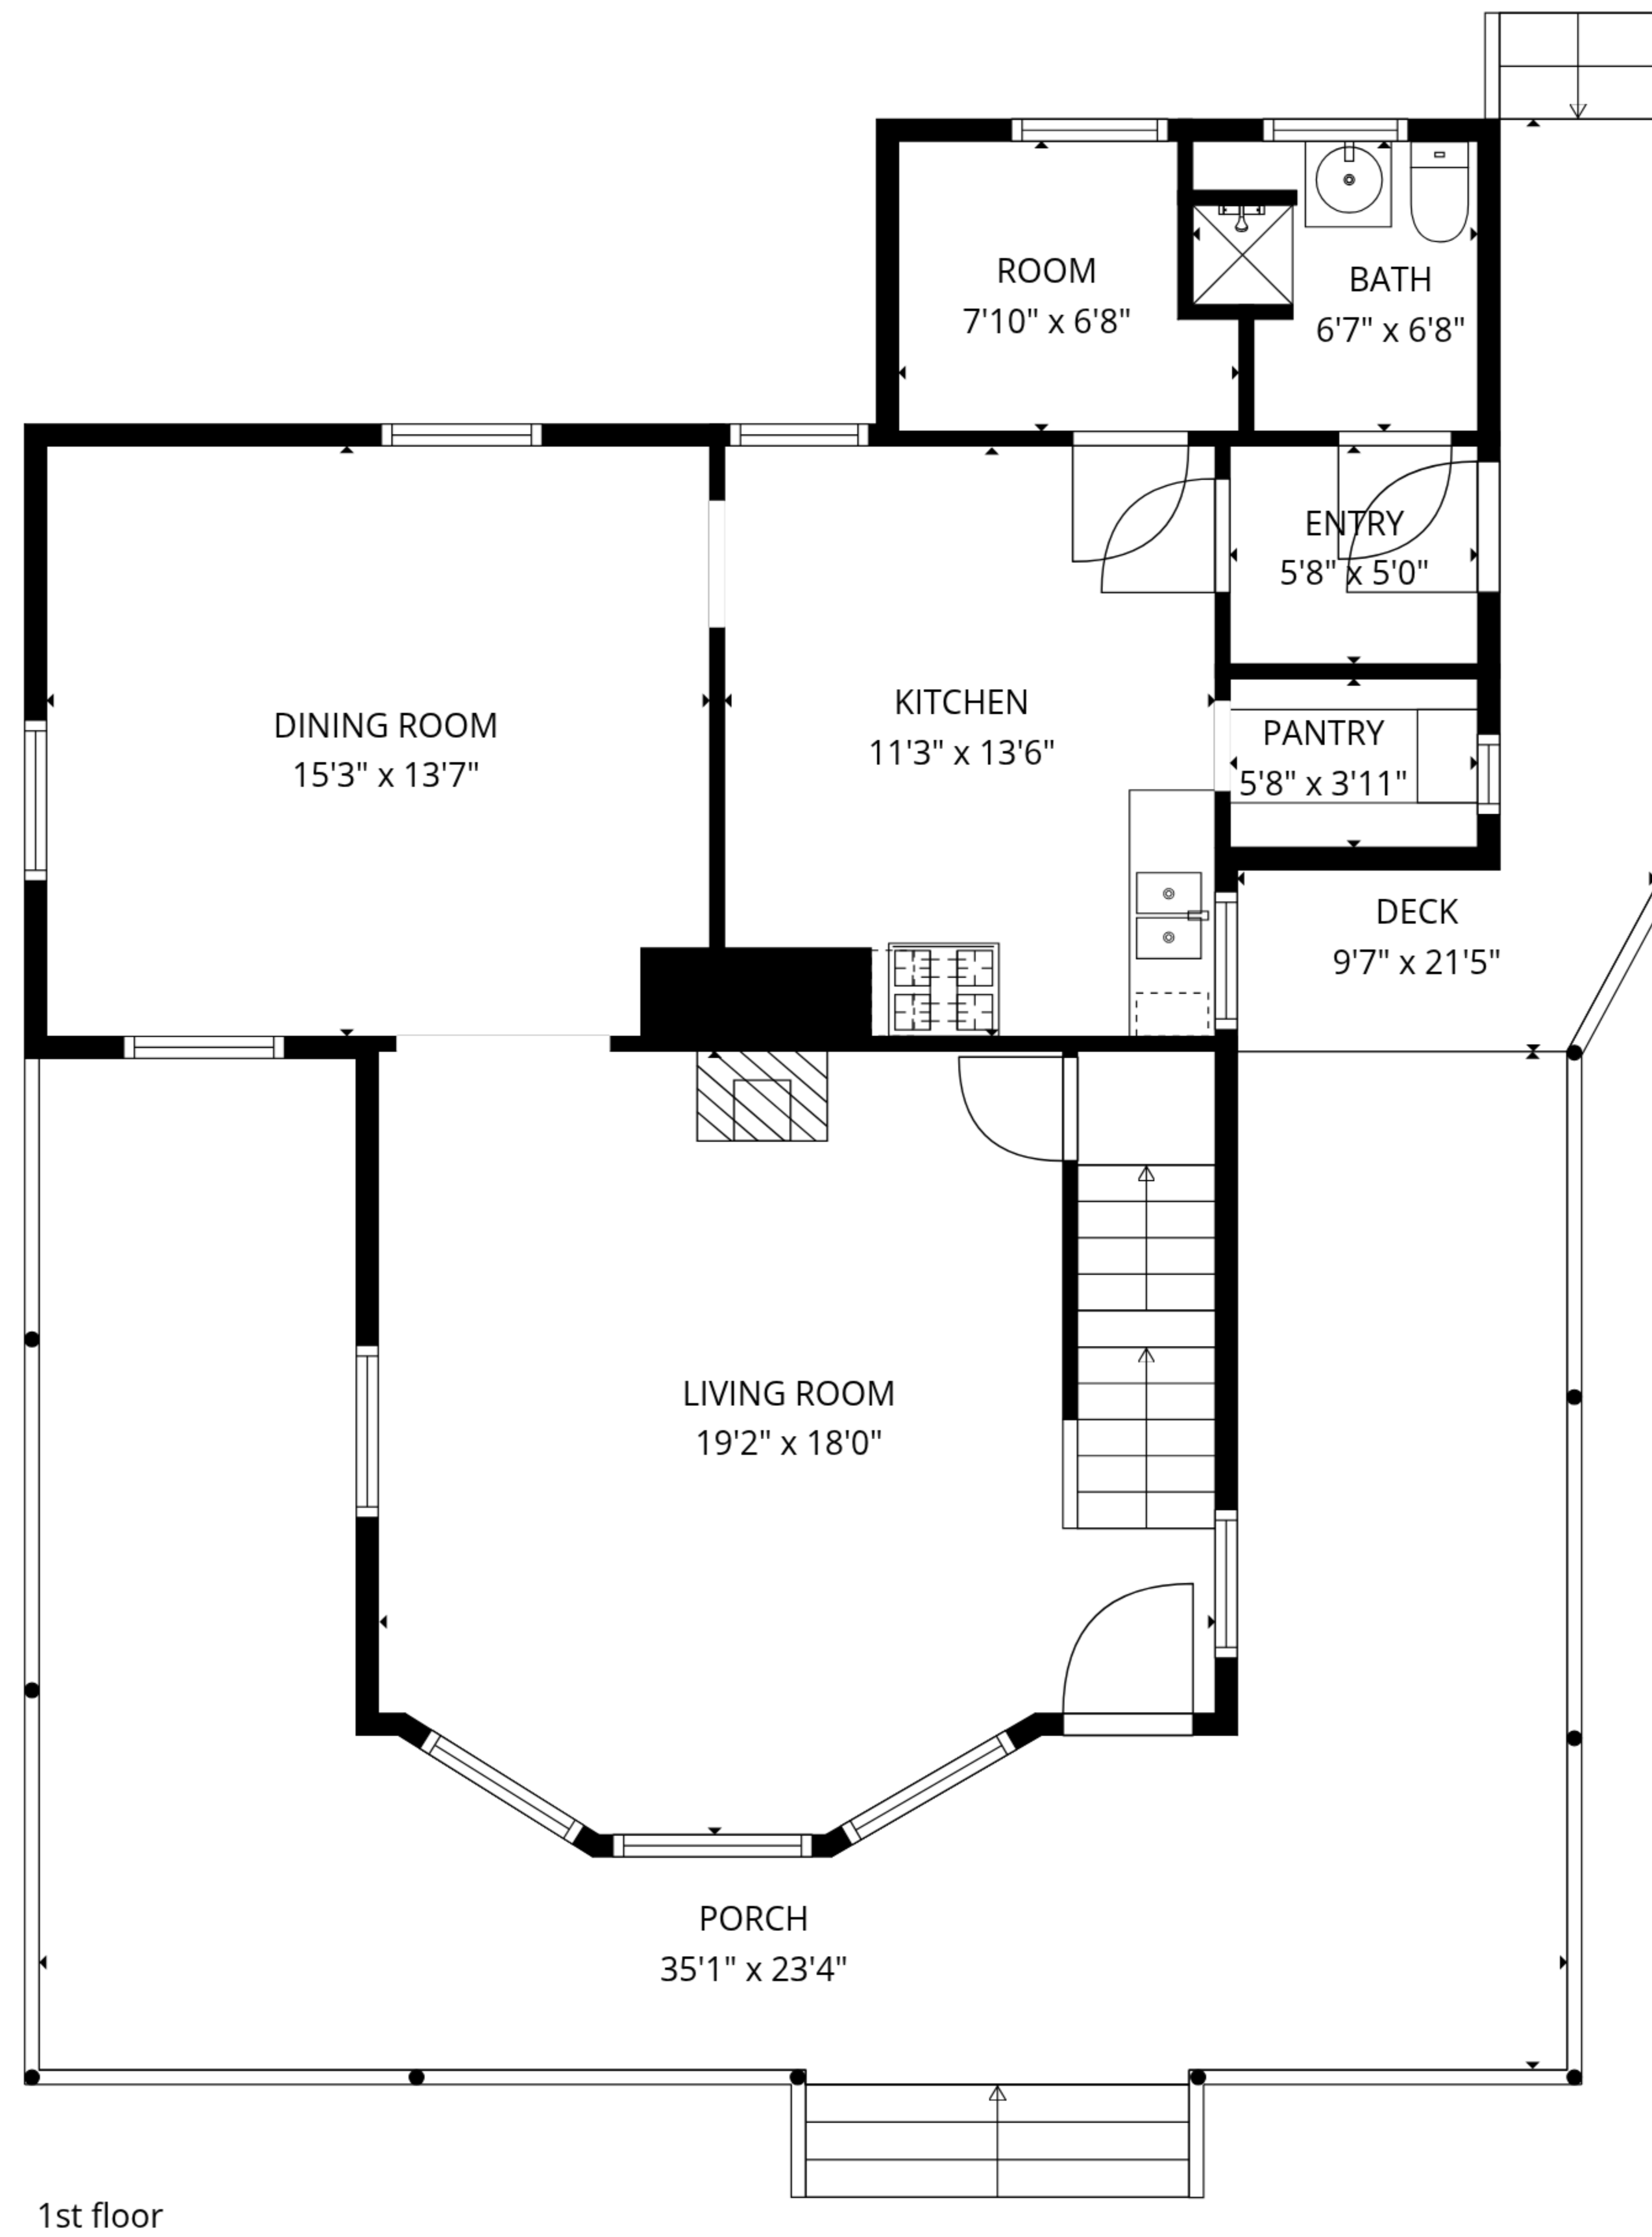 ROOM
7'10" x 6'8"
BATH
6'7" x 6'8"
ENTRY
5'8" x 5'0"
DINING ROOM
15'3" x 13'7"
KITCHEN
11'3" x 13'6"
PANTRY
5'8" x 3'11"
DECK
9'7" x 21'5"
LIVING ROOM
19'2" x 18'0"
PORCH
35'1" x 23'4"
1st floor